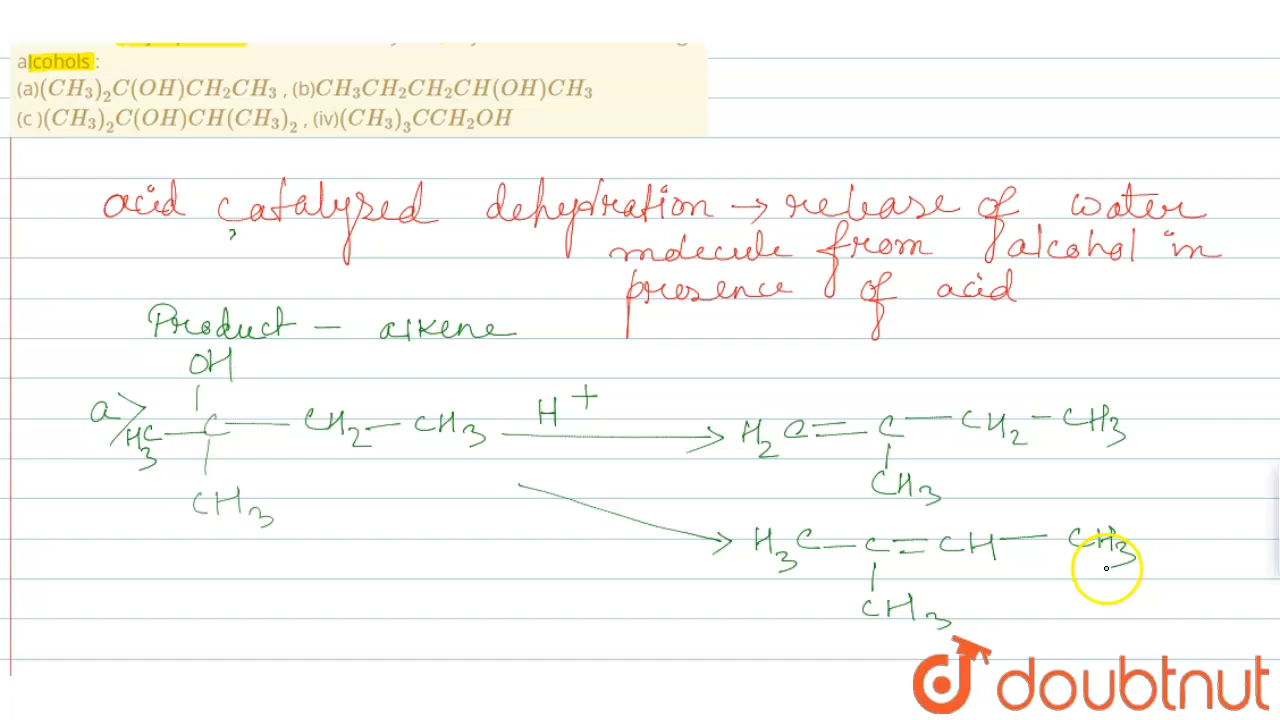 alcohols :
(a)(CH₃)₂C(OH)CH₂CH₃ , (b)CH₃CH₂CH₂CH(OH)CH₃
(c )(CH₃)₂C(OH)CH(CH₃)₂ , (iv)(CH₃)₃CCH₂OH
acid catalyzed dehydration → release of water
molecule from alcohol in
presence of acid
Product – alkene
OH
a> H₃C — C — CH₂ — CH₃ H⁺ → H₂C = C — CH₂ – CH₃
CH₃
CH₃
→ H₃C — C = CH — CH₃
CH₃
doubtnut